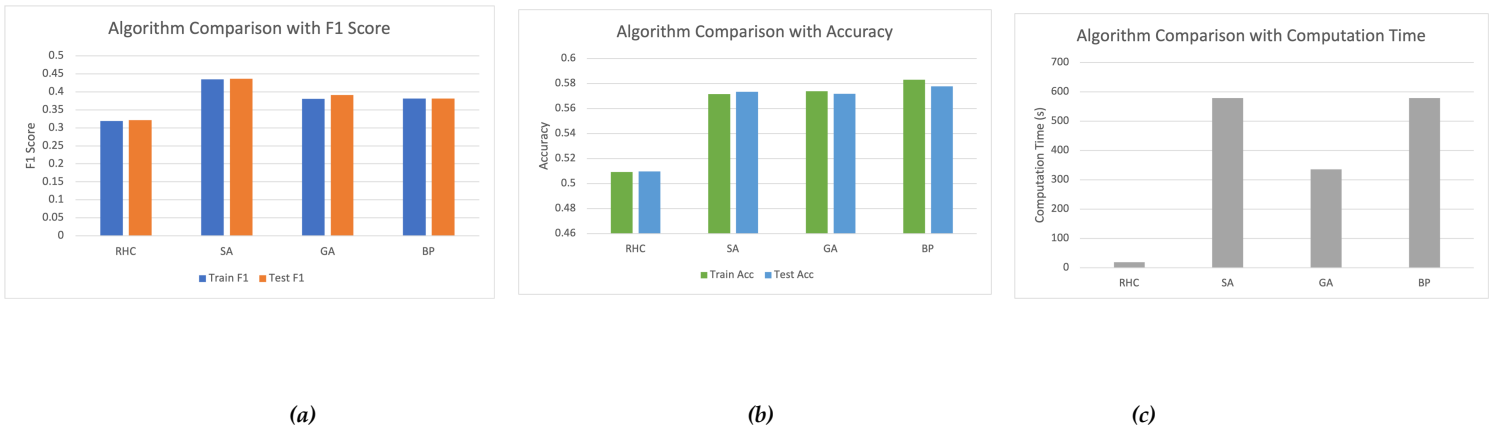 Algorithm Comparison with F1 Score
0.5
0.45
0.4
0.35
0.3
0.25
0.2
0.15
0.1
0.05
0
F1 Score
RHC SA GA BP
Train F1 Test F1
(a)
Algorithm Comparison with Accuracy
0.6
0.58
0.56
0.54
0.52
0.5
0.48
0.46
Accuracy
RHC SA GA BP
Train Acc Test Acc
(b)
Algorithm Comparison with Computation Time
700
600
500
400
300
200
100
0
Computation Time (s)
RHC SA GA BP
(c)